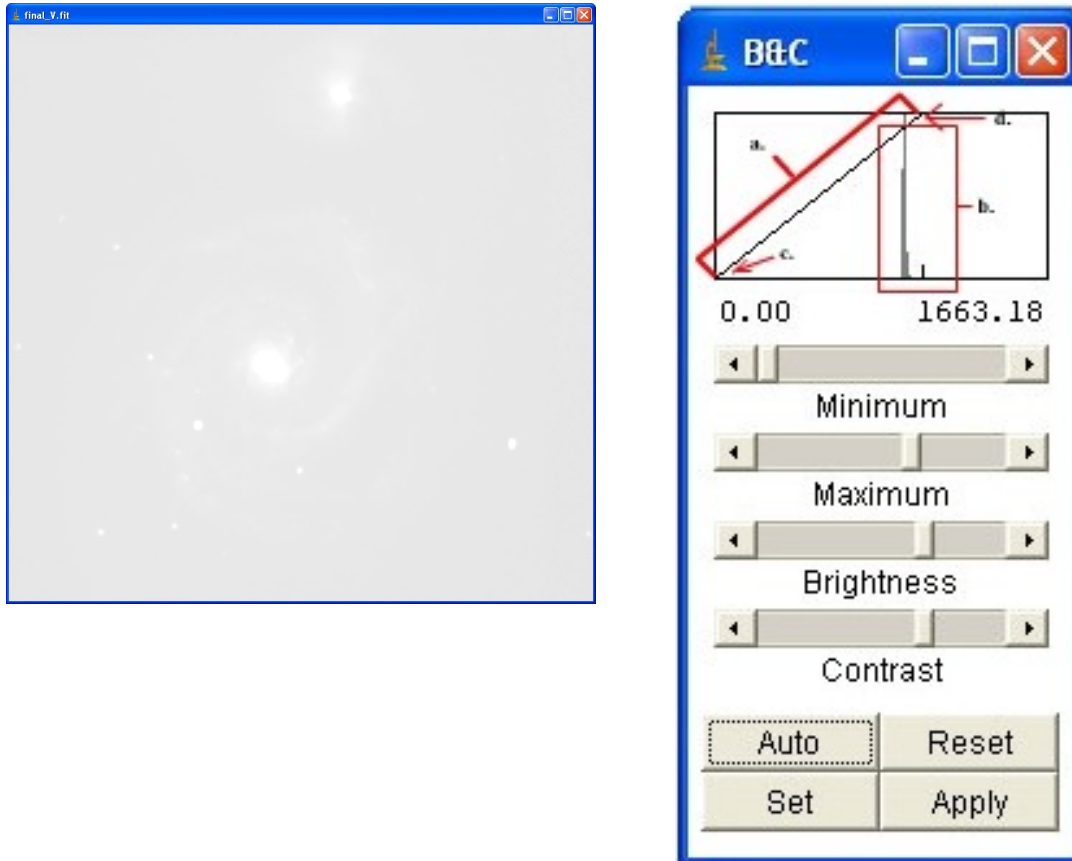 final_V.fit
B&C
a.
d.
b.
c.
0.00 1663.18
Minimum
Maximum
Brightness
Contrast
Auto Reset
Set Apply